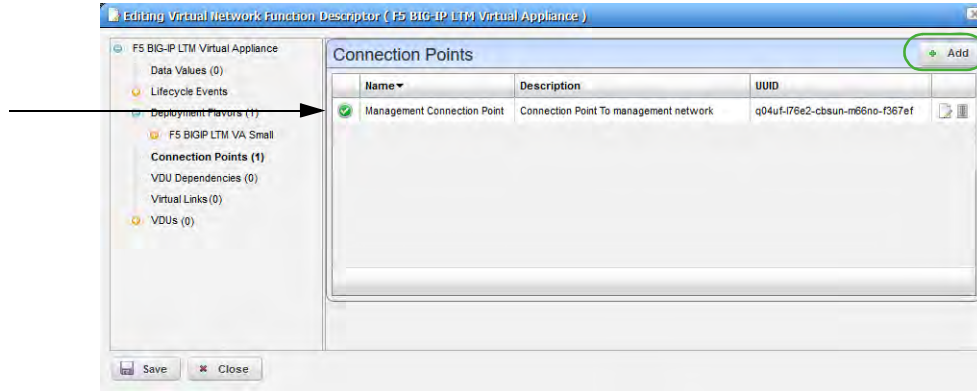 Editing Virtual Network Function Descriptor ( F5 BIG-IP LTM Virtual Appliance )
F5 BIG-IP LTM Virtual Appliance
Data Values (0)
Lifecycle Events
Deployment Flavors (1)
F5 BIGIP LTM VA Small
Connection Points (1)
VDU Dependencies (0)
Virtual Links (0)
VDUs (0)
Connection Points
Add
Name Description UUID
Management Connection Point Connection Point To management network q04uf-l76e2-cbsun-m66no-f367ef
Save Close